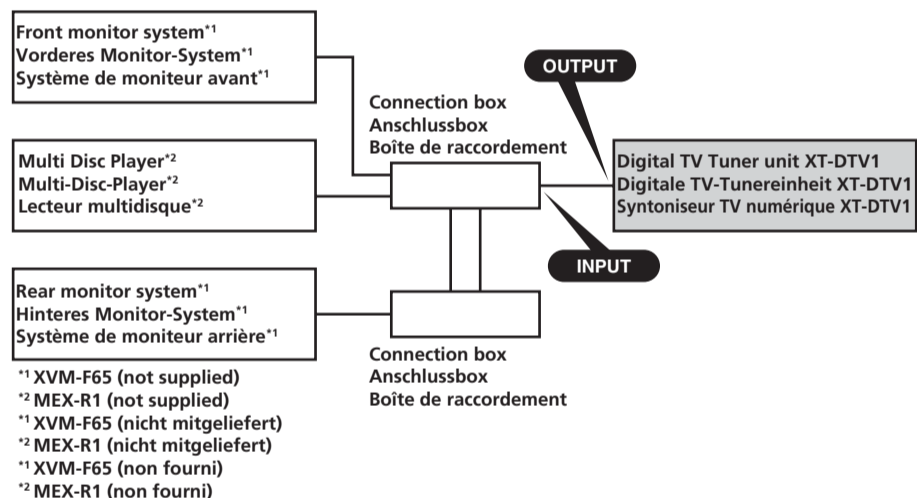 Front monitor system*1
Vorderes Monitor-System*1
Système de moniteur avant*1
Multi Disc Player*2
Multi-Disc-Player*2
Lecteur multidisque*2
Rear monitor system*1
Hinteres Monitor-System*1
Système de moniteur arrière*1
*1 XVM-F65 (not supplied)
*2 MEX-R1 (not supplied)
*1 XVM-F65 (nicht mitgeliefert)
*2 MEX-R1 (nicht mitgeliefert)
*1 XVM-F65 (non fourni)
*2 MEX-R1 (non fourni)
Connection box
Anschlussbox
Boîte de raccordement
Connection box
Anschlussbox
Boîte de raccordement
OUTPUT
INPUT
Digital TV Tuner unit XT-DTV1
Digitale TV-Tunereinheit XT-DTV1
Syntoniseur TV numérique XT-DTV1